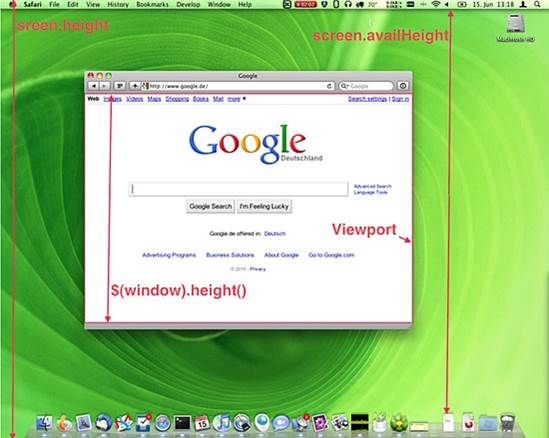 Safari File Edit View History Bookmarks Develop Window Help
15. Jun 13:18
sreen.height
screen.availHeight
Macintosh HD
Google
http://www.google.de/
Google
Web Images Videos Maps Shopping Books Mail more
Search settings | Sign in
Google
Deutschland
Advanced Search
Language Tools
Google Search I'm Feeling Lucky
Viewport
Google.de offered in: Deutsch
Advertising Programs Business Solutions About Google Go to Google.com
© 2010 - Privacy
$(window).height()
15